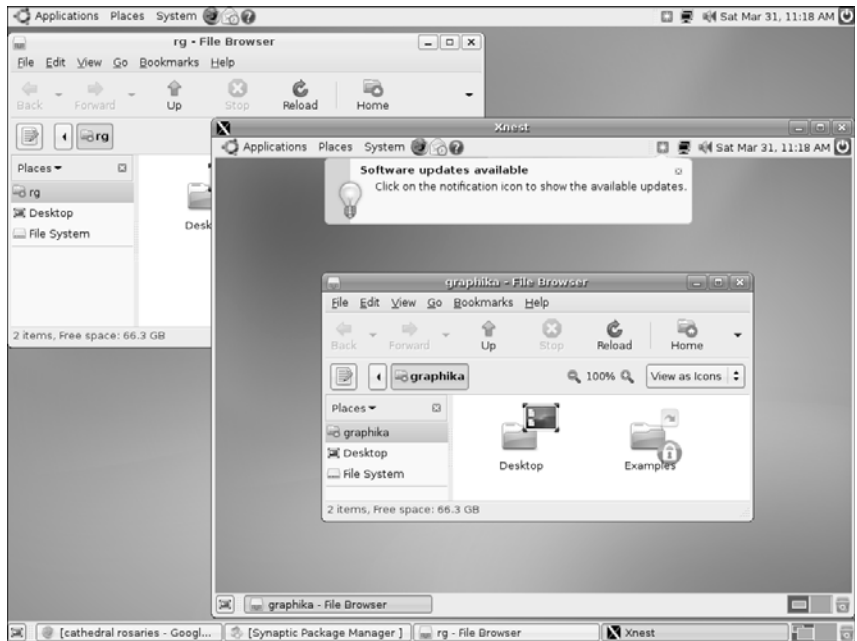 Applications Places System Sat Mar 31, 11:18 AM
rg - File Browser
File Edit View Go Bookmarks Help
Back Forward Up Stop Reload Home
rg
Places
rg
Desktop
File System
Desk
2 items, Free space: 66.3 GB
Xnest
Applications Places System Sat Mar 31, 11:18 AM
Software updates available
Click on the notification icon to show the available updates.
graphika - File Browser
File Edit View Go Bookmarks Help
Back Forward Up Stop Reload Home
graphika 100% View as Icons
Places
graphika
Desktop
File System
Desktop Examples
2 items, Free space: 66.3 GB
graphika - File Browser
[cathedral rosaries - Googl... [Synaptic Package Manager ] rg - File Browser Xnest